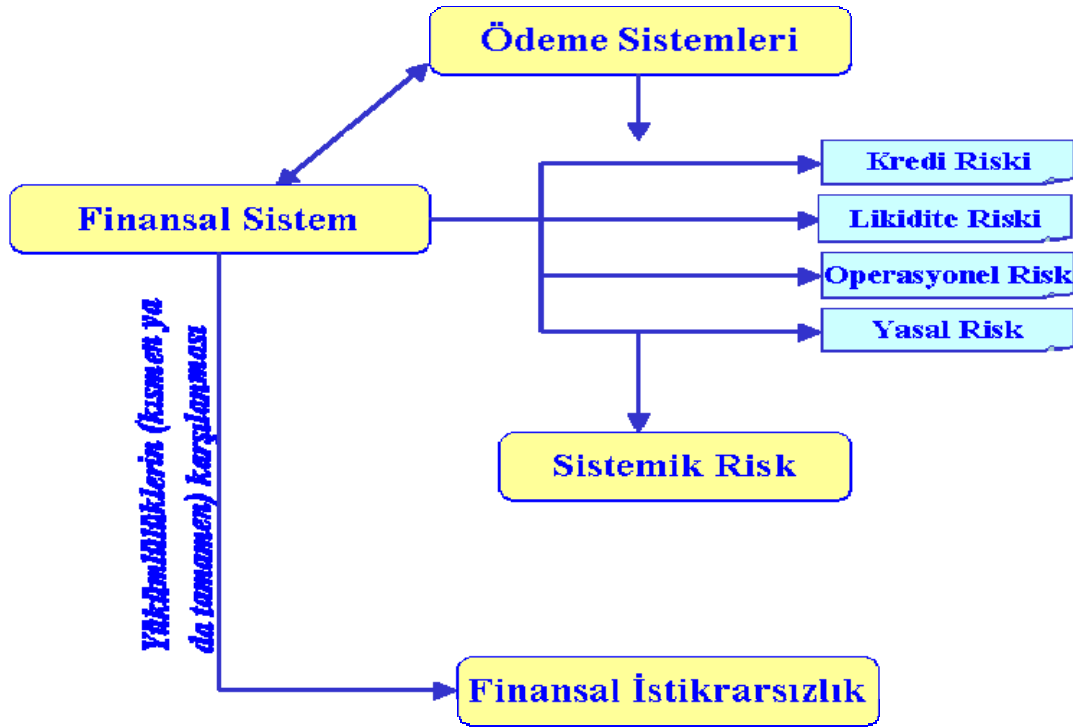 Ödeme Sistemleri
Kredi Riski
Finansal Sistem
Likidite Riski
Operasyonel Risk
Yasal Risk
Yükümlülüklerin (kısmen ya
da tamamen) karşılanması
Sistemik Risk
Finansal İstikrarsızlık